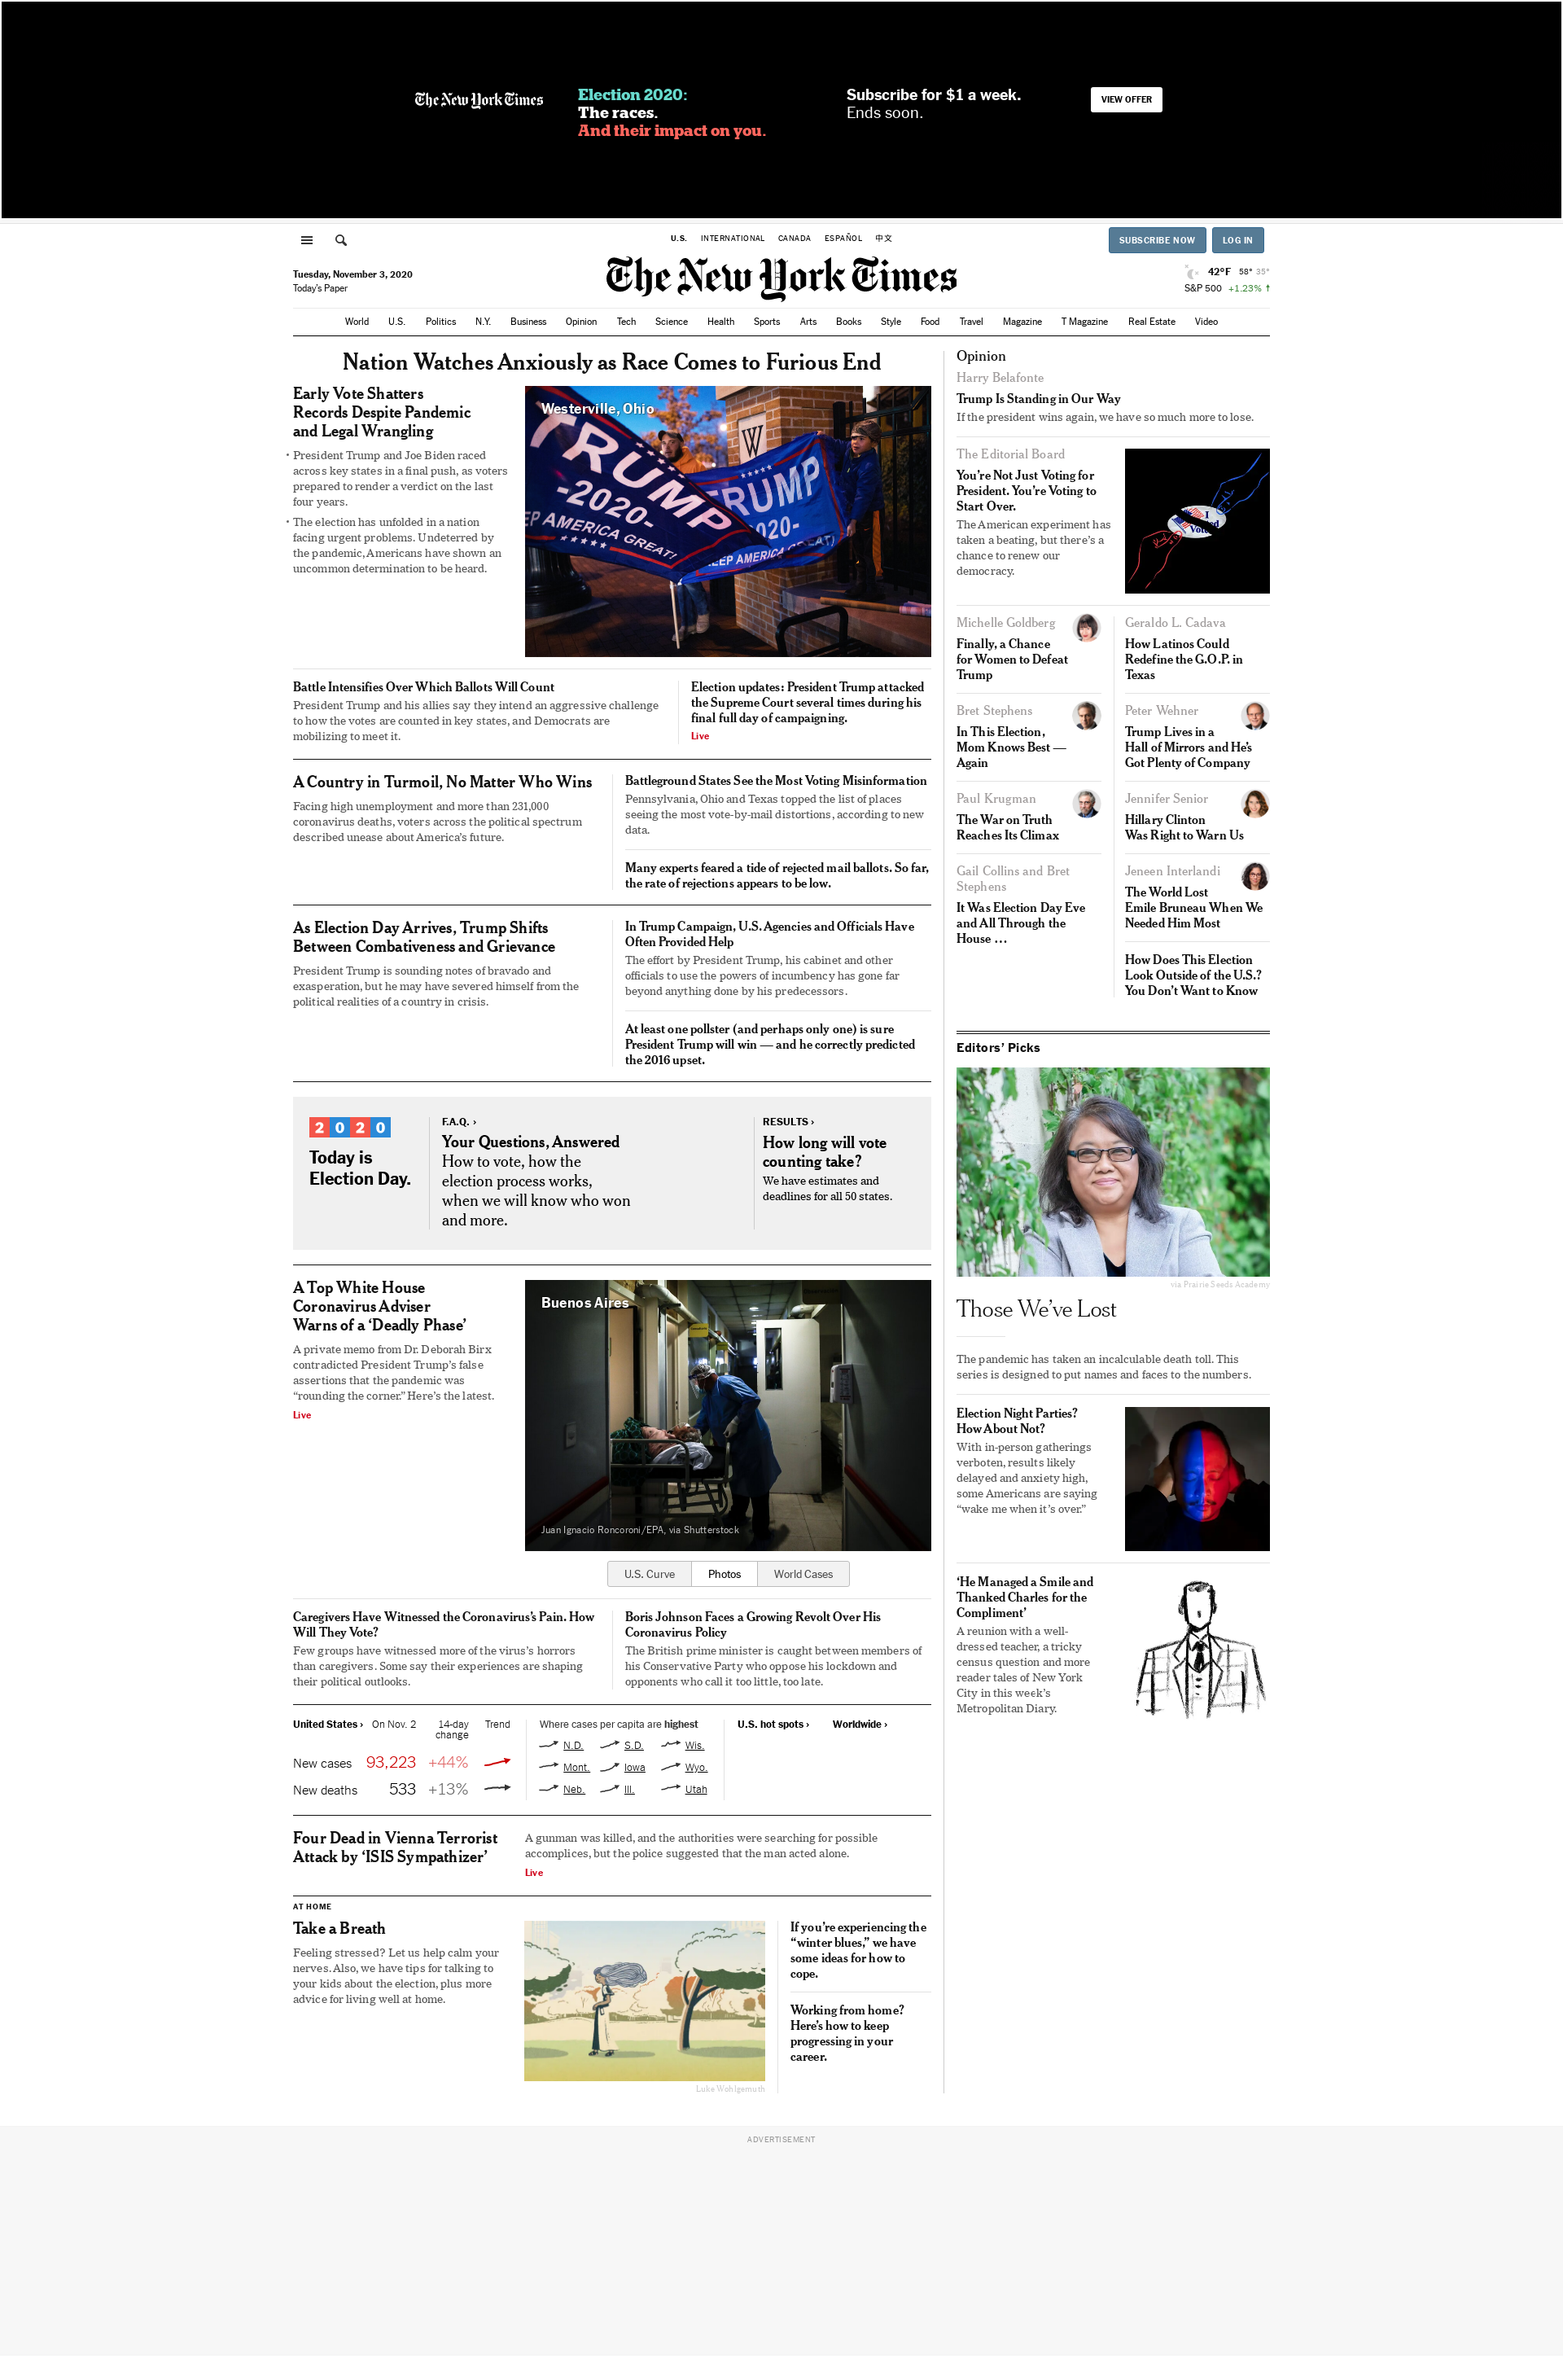 The New York Times
Election 2020:
The races.
And their impact on you.
Subscribe for $1 a week.
Ends soon.
VIEW OFFER
U.S. INTERNATIONAL CANADA ESPAÑOL 中文
SUBSCRIBE NOW LOG IN
Tuesday, November 3, 2020
Today's Paper
The New York Times
42°F 58° 35°
S&P 500 +1.23% ↑
World U.S. Politics N.Y. Business Opinion Tech Science Health Sports Arts Books Style Food Travel Magazine T Magazine Real Estate Video
Nation Watches Anxiously as Race Comes to Furious End
Early Vote Shatters
Records Despite Pandemic
and Legal Wrangling
• President Trump and Joe Biden raced
across key states in a final push, as voters
prepared to render a verdict on the last
four years.
• The election has unfolded in a nation
facing urgent problems. Undeterred by
the pandemic, Americans have shown an
uncommon determination to be heard.
Westerville, Ohio
TRUMP
-2020-
KEEP AMERICA GREAT!
TRUMP
2020-
KEEP AMERICA GREAT!
W
Battle Intensifies Over Which Ballots Will Count
President Trump and his allies say they intend an aggressive challenge
to how the votes are counted in key states, and Democrats are
mobilizing to meet it.
Election updates: President Trump attacked
the Supreme Court several times during his
final full day of campaigning.
Live
A Country in Turmoil, No Matter Who Wins
Facing high unemployment and more than 231,000
coronavirus deaths, voters across the political spectrum
described unease about America's future.
Battleground States See the Most Voting Misinformation
Pennsylvania, Ohio and Texas topped the list of places
seeing the most vote-by-mail distortions, according to new
data.
Many experts feared a tide of rejected mail ballots. So far,
the rate of rejections appears to be low.
As Election Day Arrives, Trump Shifts
Between Combativeness and Grievance
President Trump is sounding notes of bravado and
exasperation, but he may have severed himself from the
political realities of a country in crisis.
In Trump Campaign, U.S. Agencies and Officials Have
Often Provided Help
The effort by President Trump, his cabinet and other
officials to use the powers of incumbency has gone far
beyond anything done by his predecessors.
At least one pollster (and perhaps only one) is sure
President Trump will win — and he correctly predicted
the 2016 upset.
2020
Today is
Election Day.
F.A.Q. ›
Your Questions, Answered
How to vote, how the
election process works,
when we will know who won
and more.
RESULTS ›
How long will vote
counting take?
We have estimates and
deadlines for all 50 states.
A Top White House
Coronavirus Adviser
Warns of a ‘Deadly Phase’
A private memo from Dr. Deborah Birx
contradicted President Trump's false
assertions that the pandemic was
“rounding the corner.” Here's the latest.
Live
Buenos Aires
Juan Ignacio Roncoroni/EPA, via Shutterstock
U.S. Curve Photos World Cases
Caregivers Have Witnessed the Coronavirus's Pain. How
Will They Vote?
Few groups have witnessed more of the virus's horrors
than caregivers. Some say their experiences are shaping
their political outlooks.
Boris Johnson Faces a Growing Revolt Over His
Coronavirus Policy
The British prime minister is caught between members of
his Conservative Party who oppose his lockdown and
opponents who call it too little, too late.
United States › On Nov. 2 14-day change Trend
New cases 93,223 +44%
New deaths 533 +13%
Where cases per capita are highest
N.D. S.D. Wis.
Mont. Iowa Wyo.
Neb. Ill. Utah
U.S. hot spots › Worldwide ›
Four Dead in Vienna Terrorist
Attack by ‘ISIS Sympathizer’
A gunman was killed, and the authorities were searching for possible
accomplices, but the police suggested that the man acted alone.
Live
AT HOME
Take a Breath
Feeling stressed? Let us help calm your
nerves. Also, we have tips for talking to
your kids about the election, plus more
advice for living well at home.
Luke Wohlgemuth
If you're experiencing the
“winter blues,” we have
some ideas for how to
cope.
Working from home?
Here's how to keep
progressing in your
career.
Opinion
Harry Belafonte
Trump Is Standing in Our Way
If the president wins again, we have so much more to lose.
The Editorial Board
You're Not Just Voting for
President. You're Voting to
Start Over.
The American experiment has
taken a beating, but there's a
chance to renew our
democracy.
I
Voted
Michelle Goldberg
Finally, a Chance
for Women to Defeat
Trump
Bret Stephens
In This Election,
Mom Knows Best —
Again
Paul Krugman
The War on Truth
Reaches Its Climax
Gail Collins and Bret
Stephens
It Was Election Day Eve
and All Through the
House …
Geraldo L. Cadava
How Latinos Could
Redefine the G.O.P. in
Texas
Peter Wehner
Trump Lives in a
Hall of Mirrors and He's
Got Plenty of Company
Jennifer Senior
Hillary Clinton
Was Right to Warn Us
Jeneen Interlandi
The World Lost
Emile Bruneau When We
Needed Him Most
How Does This Election
Look Outside of the U.S.?
You Don't Want to Know
Editors’ Picks
via Prairie Seeds Academy
Those We've Lost
The pandemic has taken an incalculable death toll. This
series is designed to put names and faces to the numbers.
Election Night Parties?
How About Not?
With in-person gatherings
verboten, results likely
delayed and anxiety high,
some Americans are saying
“wake me when it's over.”
‘He Managed a Smile and
Thanked Charles for the
Compliment’
A reunion with a well-
dressed teacher, a tricky
census question and more
reader tales of New York
City in this week's
Metropolitan Diary.
ADVERTISEMENT